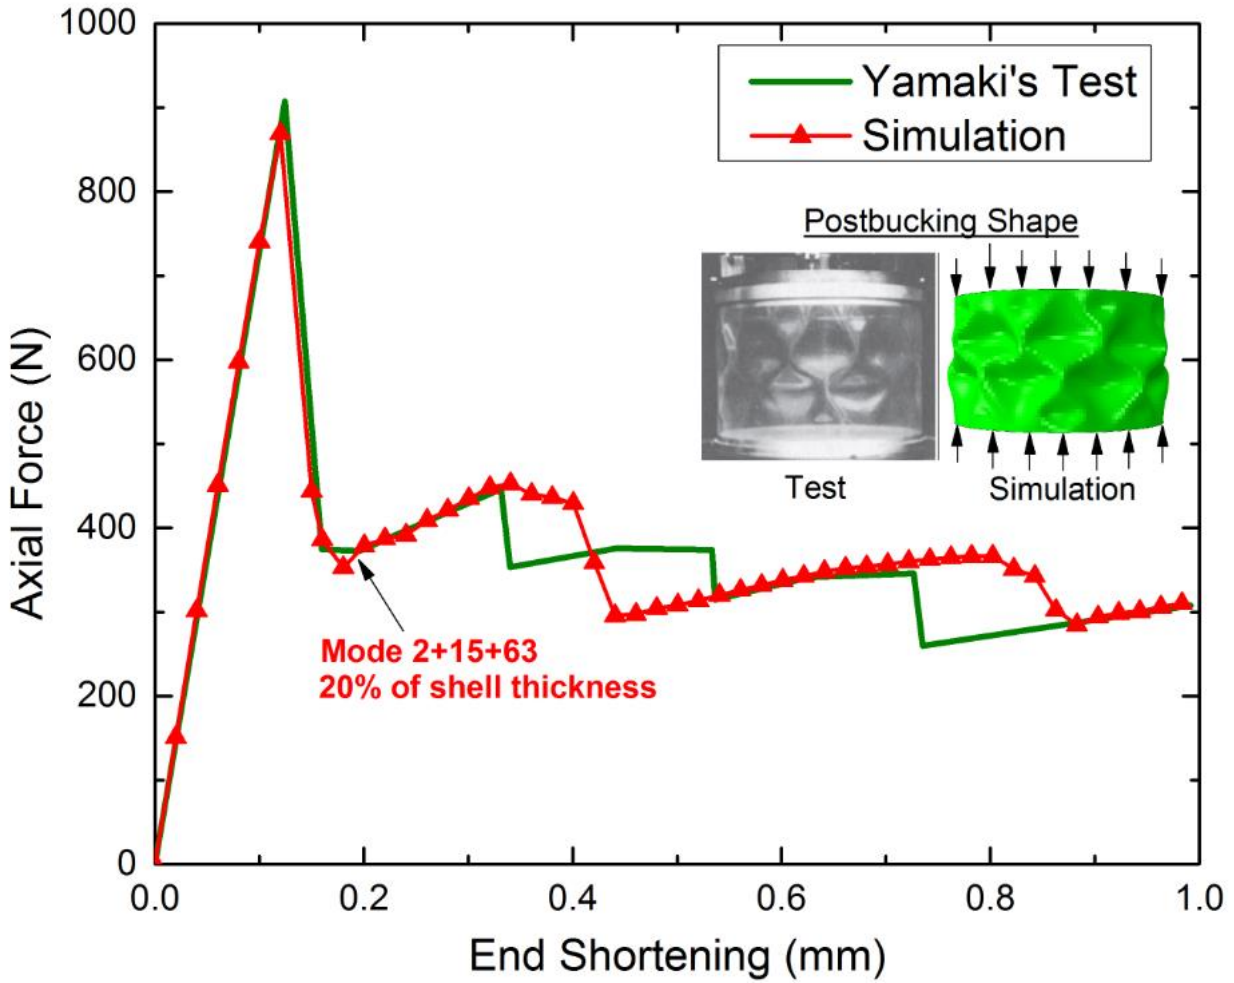 1000
800
600
400
200
0
Axial Force (N)
Yamaki's Test
Simulation
Postbucking Shape
Test
Simulation
Mode 2+15+63
20% of shell thickness
0.0
0.2
0.4
0.6
0.8
1.0
End Shortening (mm)